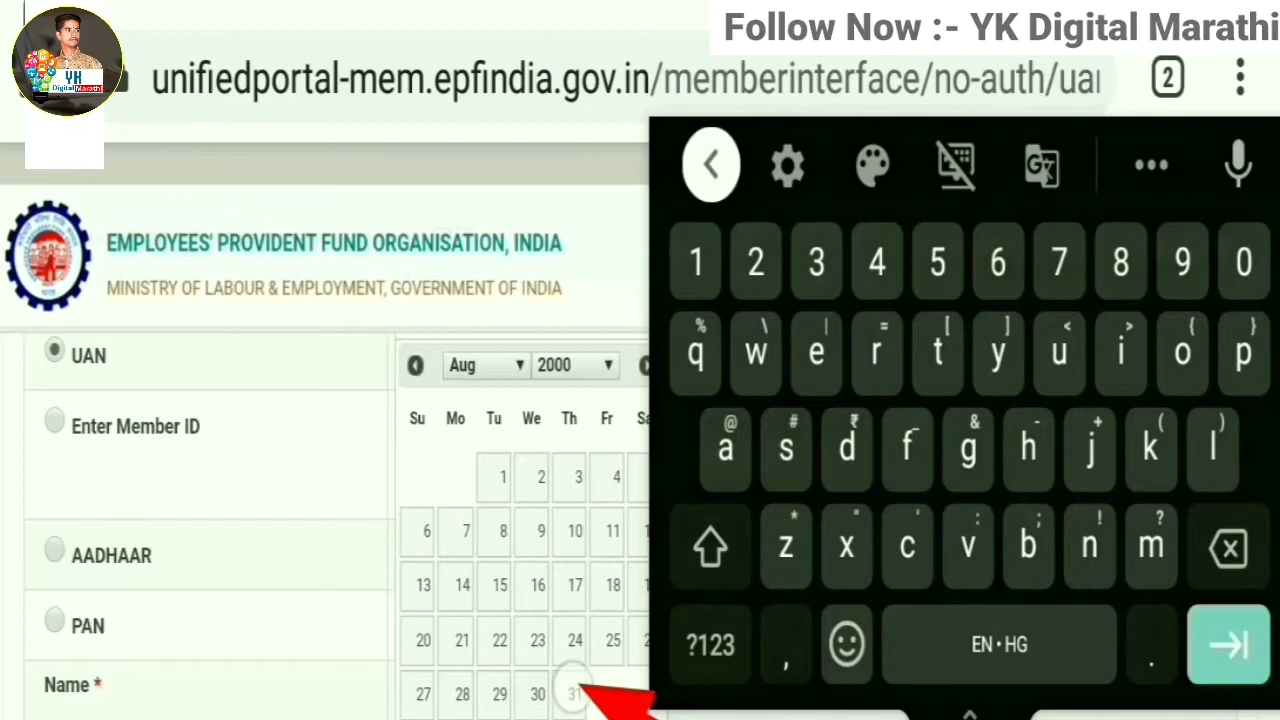 Follow Now :- YK Digital Marathi
YK
Digital Marathi
unifiedportal-mem.epfindia.gov.in/memberinterface/no-auth/uan
2
EMPLOYEES' PROVIDENT FUND ORGANISATION, INDIA
MINISTRY OF LABOUR & EMPLOYMENT, GOVERNMENT OF INDIA
UAN
Enter Member ID
AADHAAR
PAN
Name *
Aug 2000
Su Mo Tu We Th Fr Sa
1 2 3 4
6 7 8 9 10 11
13 14 15 16 17 18
20 21 22 23 24 25
27 28 29 30 31
1 2 3 4 5 6 7 8 9 0
% \ | = [ ] < > { }
q w e r t y u i o p
@ # ₹ _ & - + ( )
a s d f g h j k l
* " ' : ; ! ?
z x c v b n m
?123 , EN • HG .